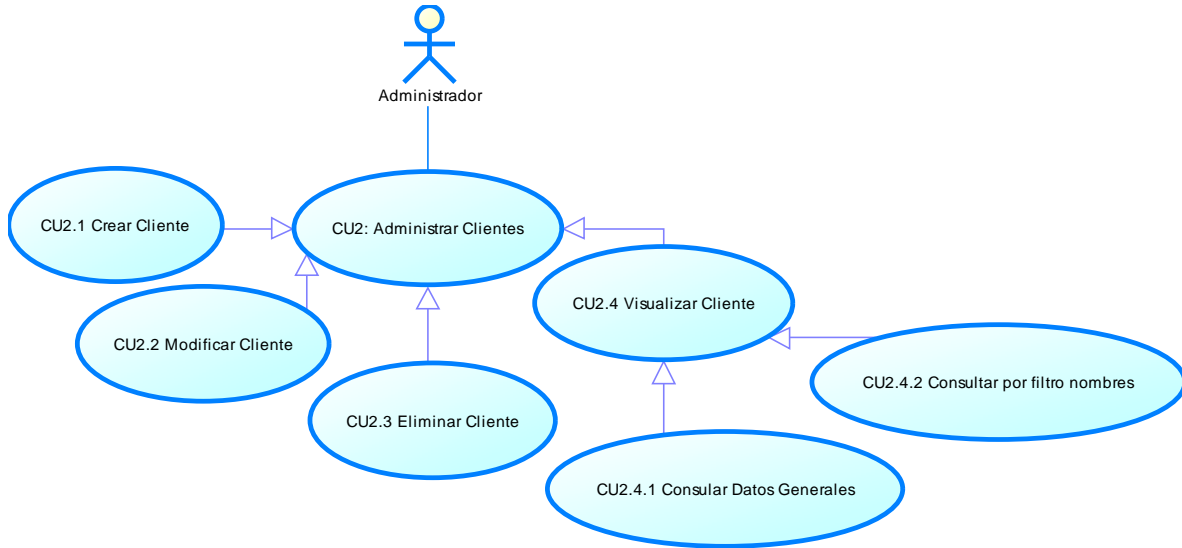 Administrador
CU2.1 Crear Cliente
CU2: Administrar Clientes
CU2.4 Visualizar Cliente
CU2.2 Modificar Cliente
CU2.4.2 Consultar por filtro nombres
CU2.3 Eliminar Cliente
CU2.4.1 Consular Datos Generales